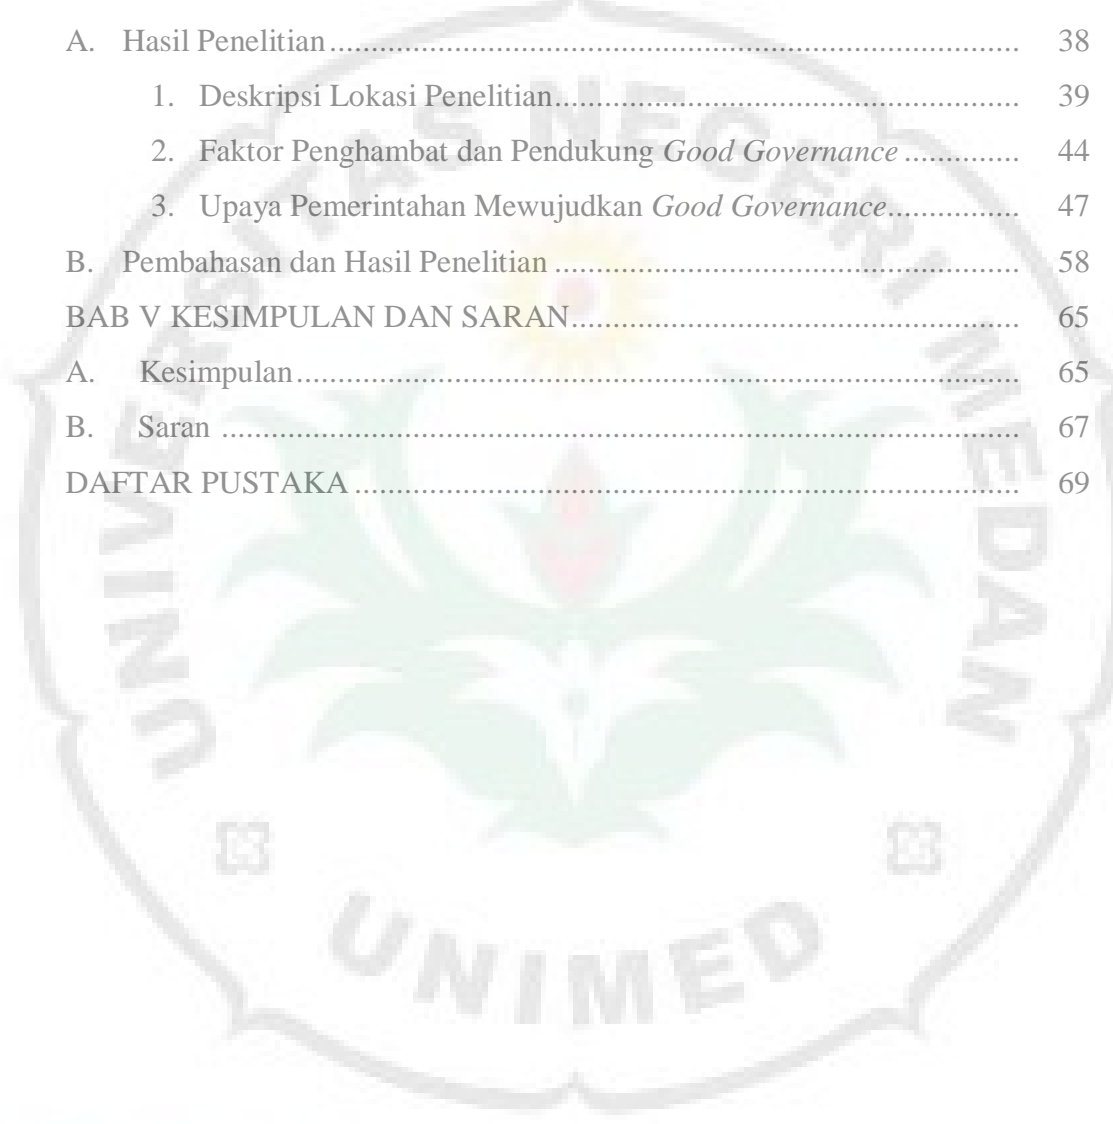 A. Hasil Penelitian ........................................................................................ 38
1. Deskripsi Lokasi Penelitian........................................................... 39
2. Faktor Penghambat dan Pendukung Good Governance ............. 44
3. Upaya Pemerintahan Mewujudkan Good Governance................ 47
B. Pembahasan dan Hasil Penelitian .......................................................... 58
BAB V KESIMPULAN DAN SARAN........................................................ 65
A. Kesimpulan............................................................................................ 65
B. Saran ...................................................................................................... 67
DAFTAR PUSTAKA .................................................................................... 69
UNIVERSITAS NEGERI MEDAN
UNIMED